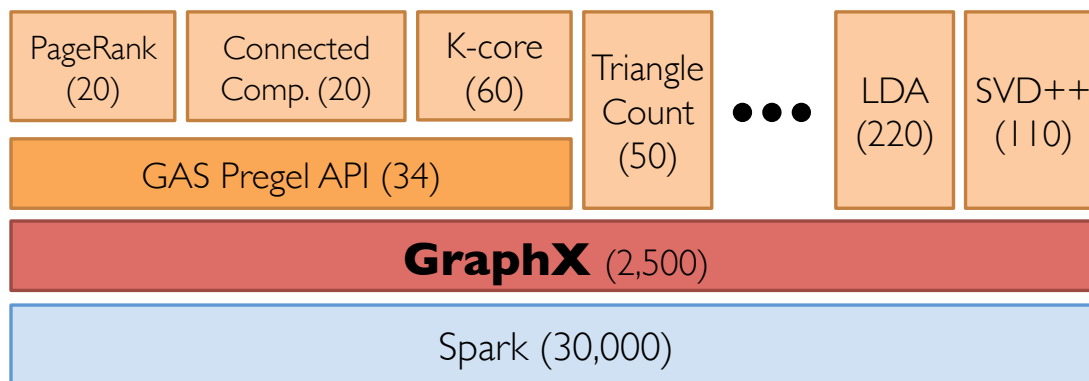 PageRank
(20)
Connected
Comp. (20)
K-core
(60)
Triangle
Count
(50)
LDA
(220)
SVD++
(110)
GAS Pregel API (34)
GraphX (2,500)
Spark (30,000)